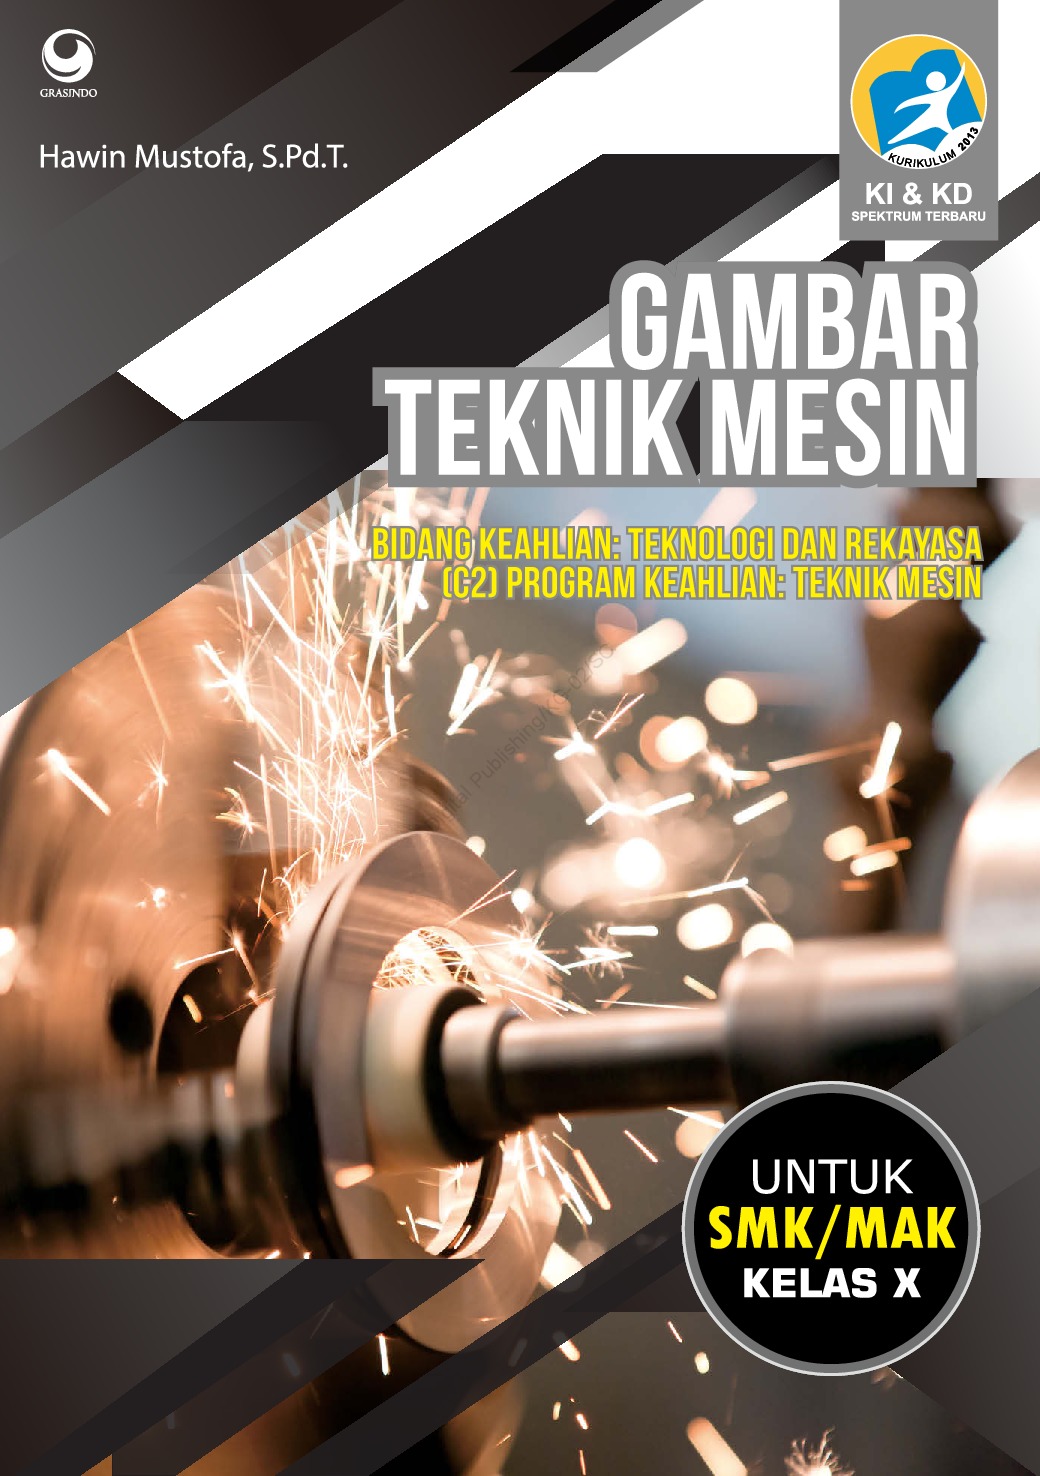 GRASINDO
Hawin Mustofa, S.Pd.T.
KURIKULUM 2013
KI & KD
SPEKTRUM TERBARU
GAMBAR
TEKNIK MESIN
BIDANG KEAHLIAN: TEKNOLOGI DAN REKAYASA
(C2) PROGRAM KEAHLIAN: TEKNIK MESIN
UNTUK
SMK/MAK
KELAS X